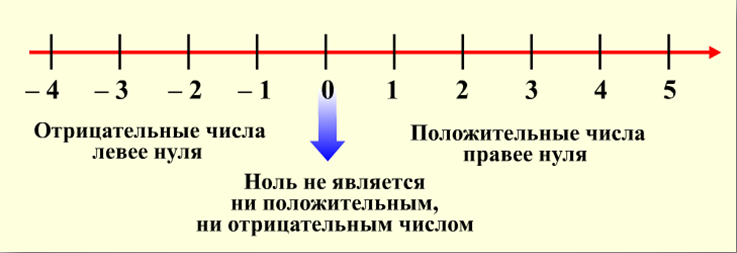 – 4 – 3 – 2 – 1 0 1 2 3 4 5
Отрицательные числа
левее нуля
Положительные числа
правее нуля
Ноль не является
ни положительным,
ни отрицательным числом